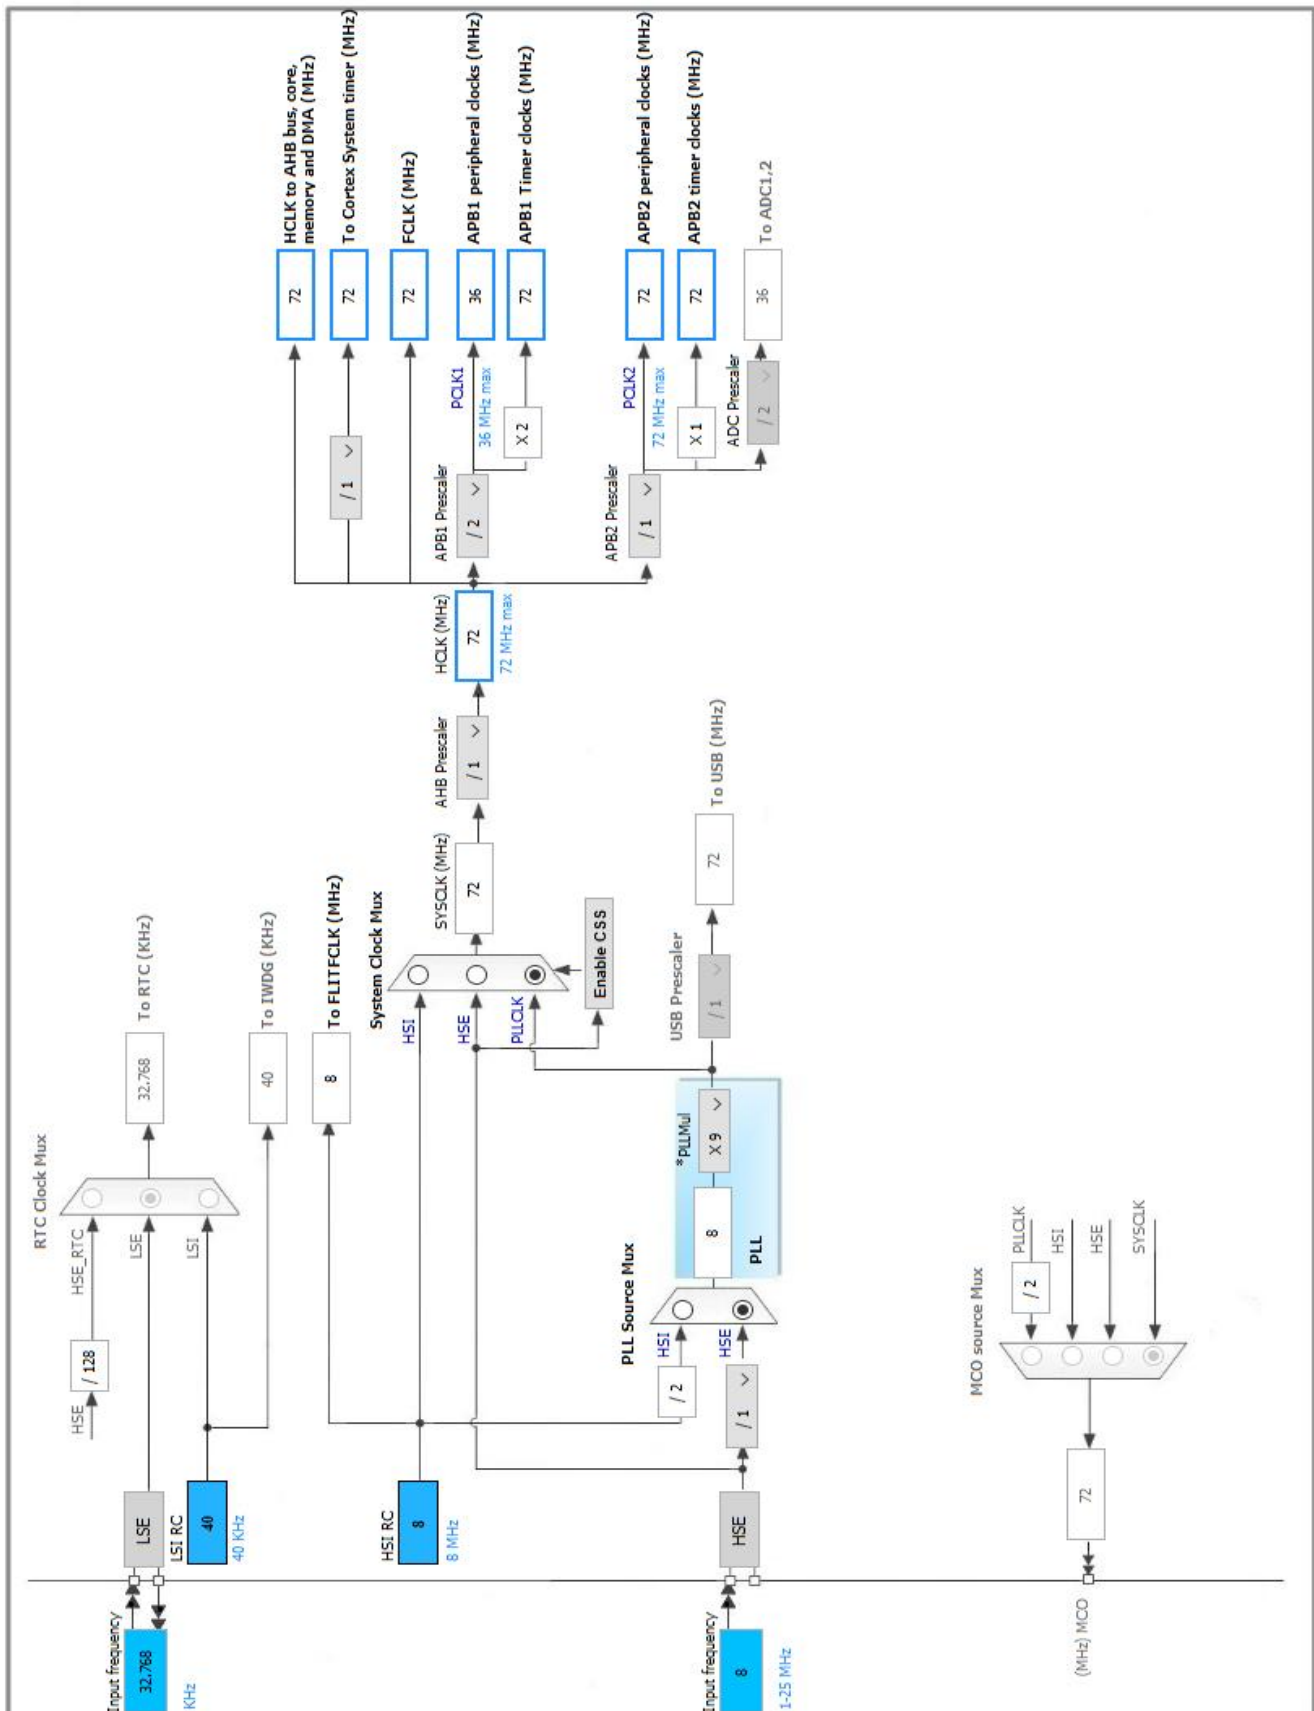 Input frequency
32.768
KHz
LSE
LSI RC
40
40 KHz
HSE
/ 128
HSE_RTC
LSE
LSI
RTC Clock Mux
32.768
To RTC (KHz)
40
To IWDG (KHz)
8
To FLITFCLK (MHz)
HSI RC
8
8 MHz
HSI
HSE
PLLCLK
System Clock Mux
Enable CSS
SYSCLK (MHz)
72
AHB Prescaler
/ 1
HCLK (MHz)
72
72 MHz max
72
HCLK to AHB bus, core,
memory and DMA (MHz)
/ 1
72
To Cortex System timer (MHz)
72
FCLK (MHz)
APB1 Prescaler
/ 2
PCLK1
36 MHz max
36
APB1 peripheral clocks (MHz)
X 2
72
APB1 Timer clocks (MHz)
APB2 Prescaler
/ 1
PCLK2
72 MHz max
72
APB2 peripheral clocks (MHz)
X 1
72
APB2 timer clocks (MHz)
ADC Prescaler
/ 2
36
To ADC1,2
Input frequency
8
1-25 MHz
HSE
/ 2
HSI
/ 1
HSE
PLL Source Mux
8
*PLLMul
X 9
PLL
USB Prescaler
/ 1
72
To USB (MHz)
(MHz) MCO
72
MCO source Mux
/ 2
PLLCLK
HSI
HSE
SYSCLK